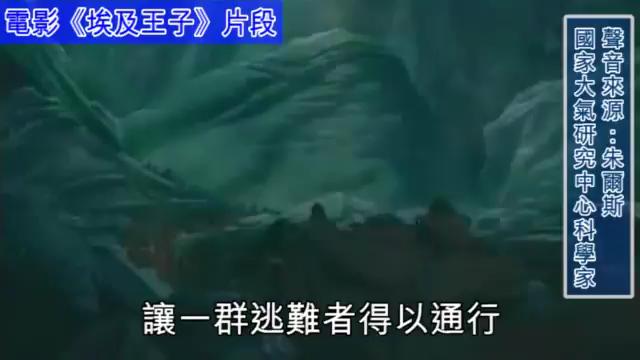 電影《埃及王子》片段
聲音來源：朱爾斯
國家大氣研究中心科學家
讓一群逃難者得以通行